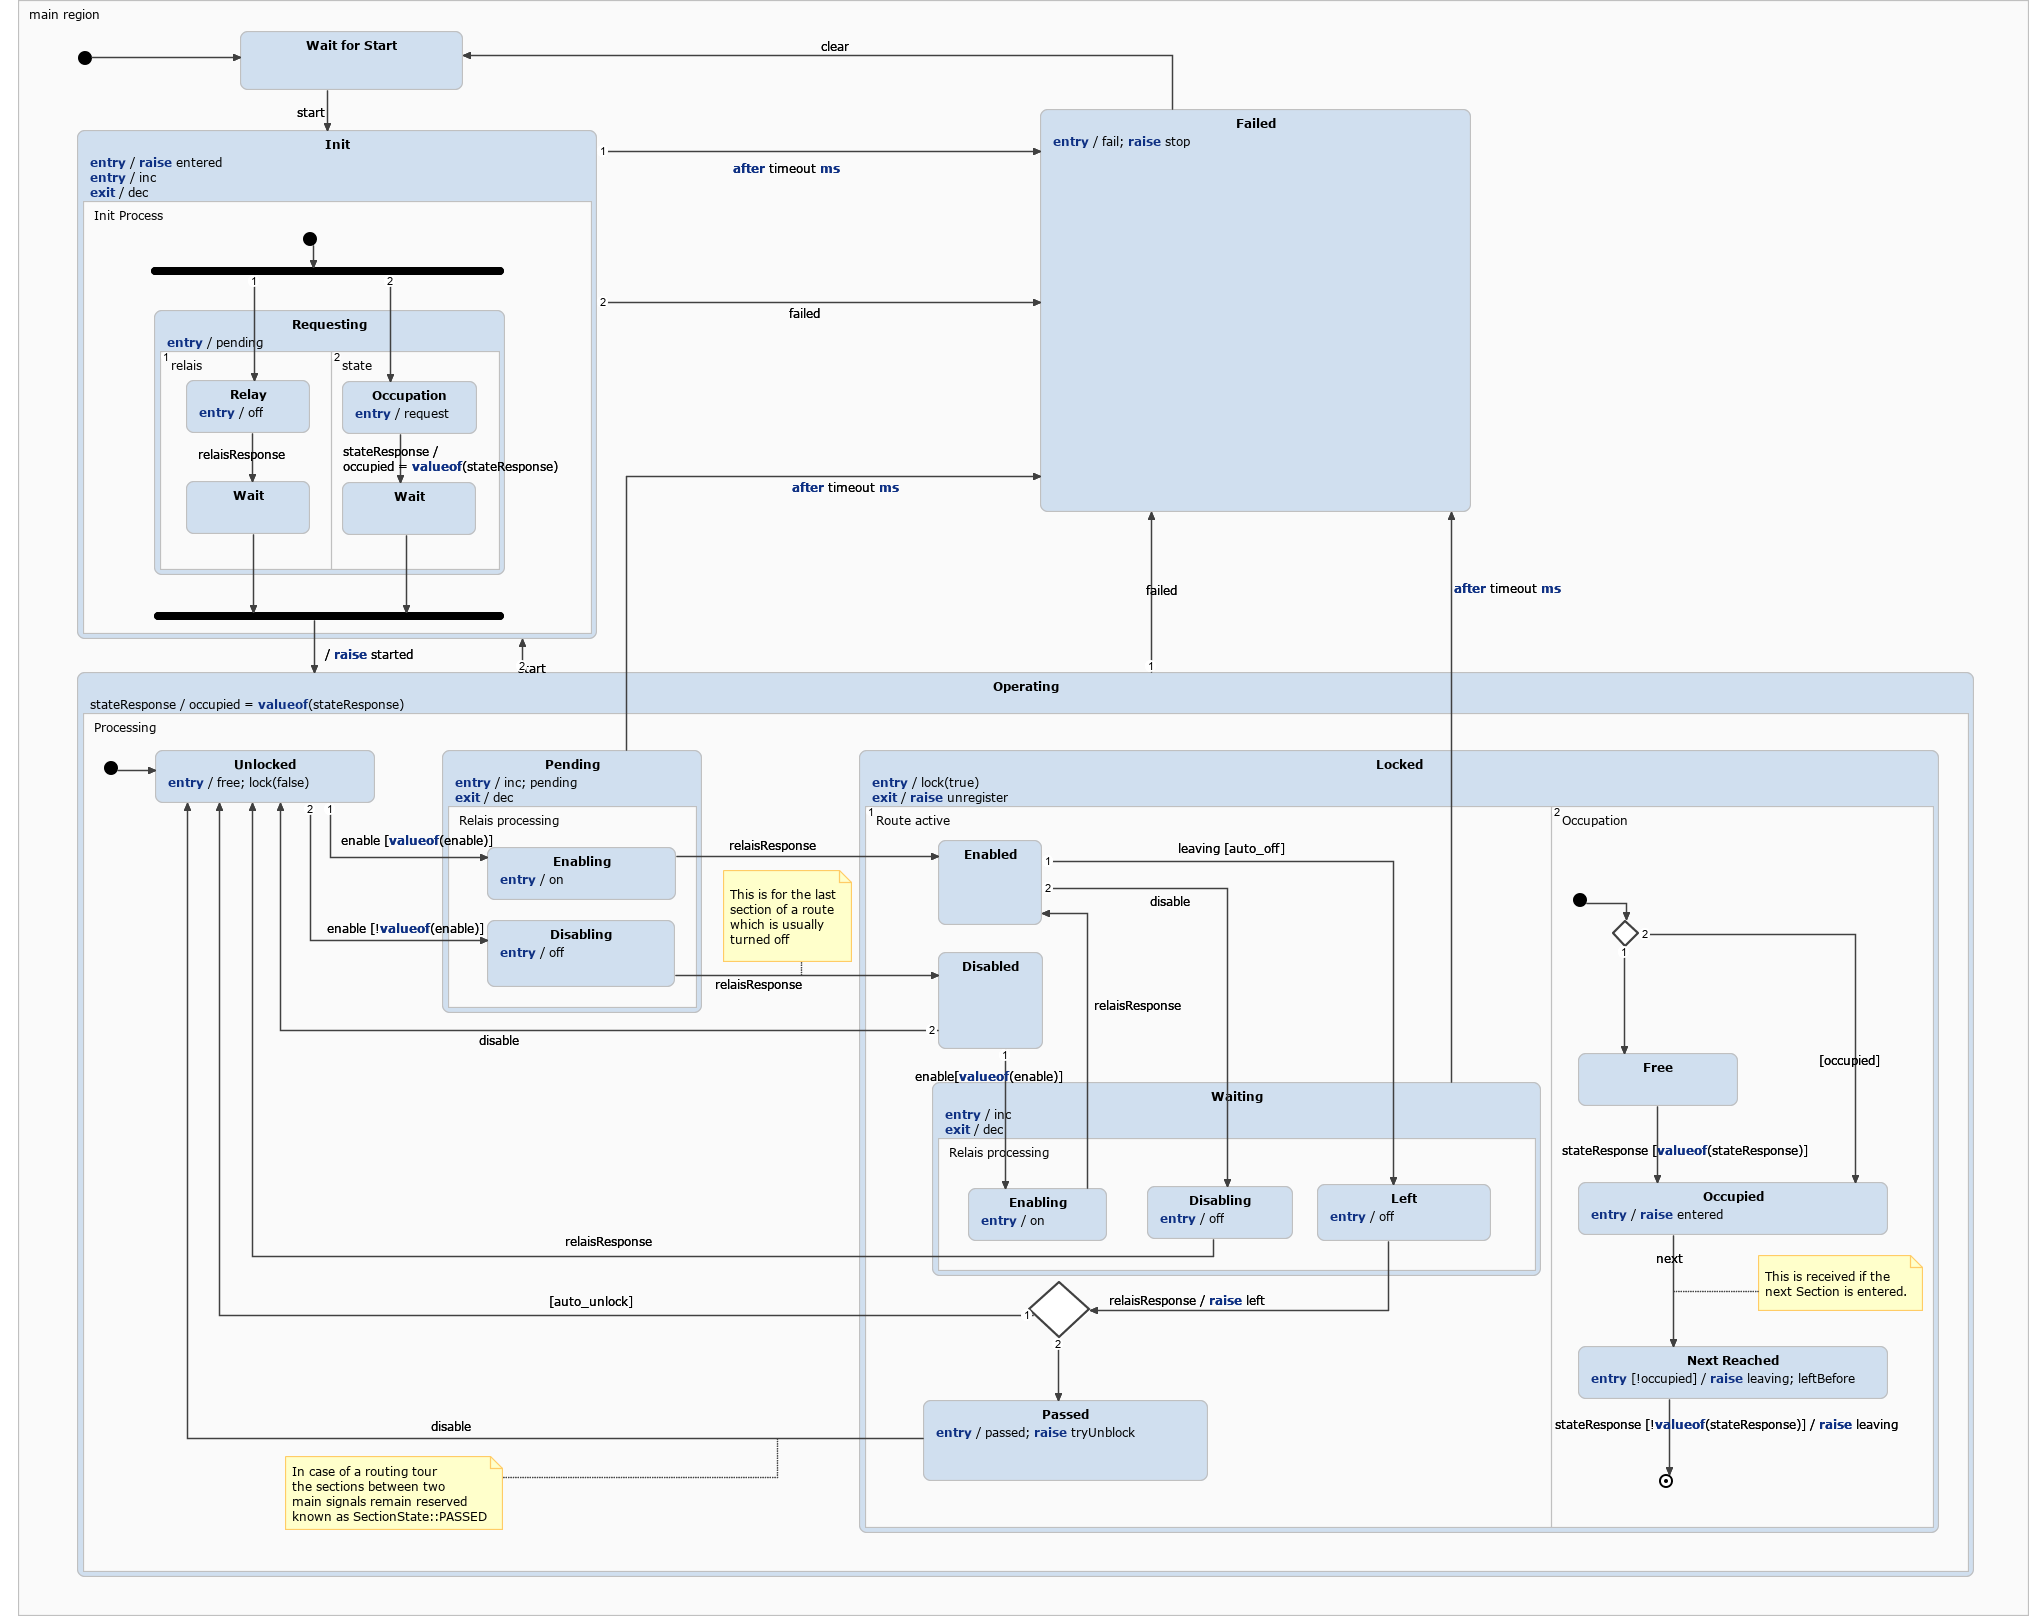 main region
Wait for Start
clear
start
Failed
entry / fail; raise stop
Init
entry / raise entered
entry / inc
exit / dec
1
after timeout ms
Init Process
1
2
2
failed
Requesting
entry / pending
1
relais
2
state
Relay
entry / off
Occupation
entry / request
relaisResponse
stateResponse /
occupied = valueof(stateResponse)
Wait
Wait
after timeout ms
failed
after timeout ms
/ raise started
2
1
Operating
stateResponse / occupied = valueof(stateResponse)
Processing
Unlocked
entry / free; lock(false)
Pending
entry / inc; pending
exit / dec
Relais processing
Locked
entry / lock(true)
exit / raise unregister
1
Route active
2
Occupation
2
1
enable [valueof(enable)]
Enabling
entry / on
relaisResponse
Enabled
1
leaving [auto_off]
2
disable
This is for the last
section of a route
which is usually
turned off
enable [!valueof(enable)]
Disabling
entry / off
relaisResponse
Disabled
2
disable
1
relaisResponse
enable[valueof(enable)]
2
1
Free
[occupied]
Waiting
entry / inc
exit / dec
Relais processing
stateResponse [valueof(stateResponse)]
Enabling
entry / on
Disabling
entry / off
Left
entry / off
Occupied
entry / raise entered
relaisResponse
next
This is received if the
next Section is entered.
[auto_unlock]
1
relaisResponse / raise left
2
Next Reached
entry [!occupied] / raise leaving; leftBefore
Passed
entry / passed; raise tryUnblock
disable
stateResponse [!valueof(stateResponse)] / raise leaving
In case of a routing tour
the sections between two
main signals remain reserved
known as SectionState::PASSED